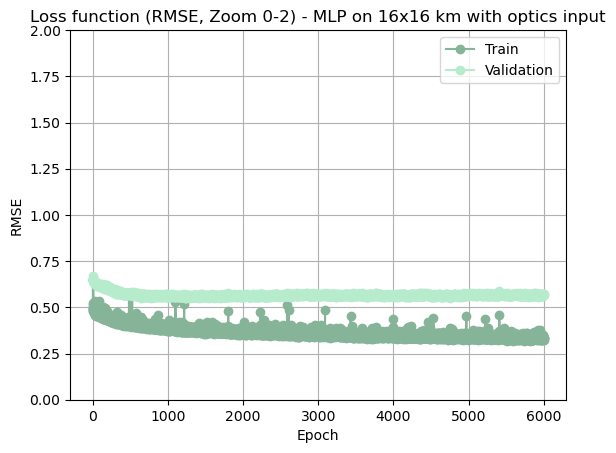 Loss function (RMSE, Zoom 0-2) - MLP on 16x16 km with optics input
2.00
1.75
1.50
1.25
1.00
0.75
0.50
0.25
0.00
RMSE
Train
Validation
0 1000 2000 3000 4000 5000 6000
Epoch